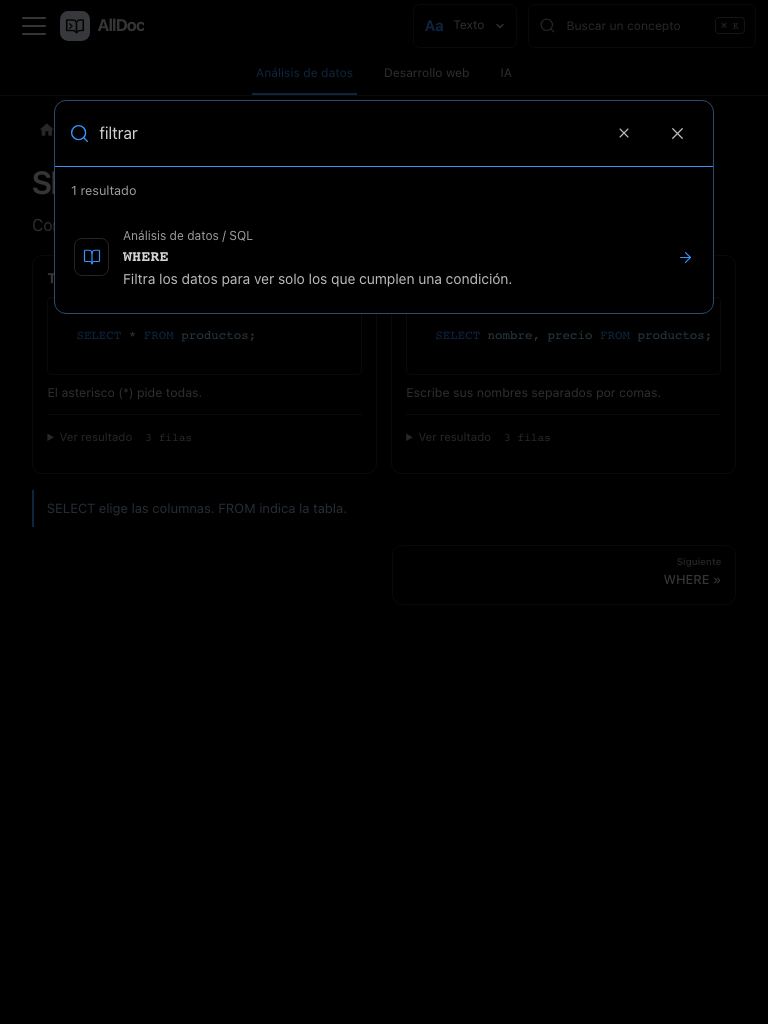 AllDoc
Aa Texto
Buscar un concepto
⌘ K
Análisis de datos
Desarrollo web
IA
filtrar
1 resultado
Análisis de datos / SQL
WHERE
Filtra los datos para ver solo los que cumplen una condición.
SELECT * FROM productos;
El asterisco (*) pide todas.
Ver resultado 3 filas
SELECT nombre, precio FROM productos;
Escribe sus nombres separados por comas.
Ver resultado 3 filas
SELECT elige las columnas. FROM indica la tabla.
Siguiente
WHERE »